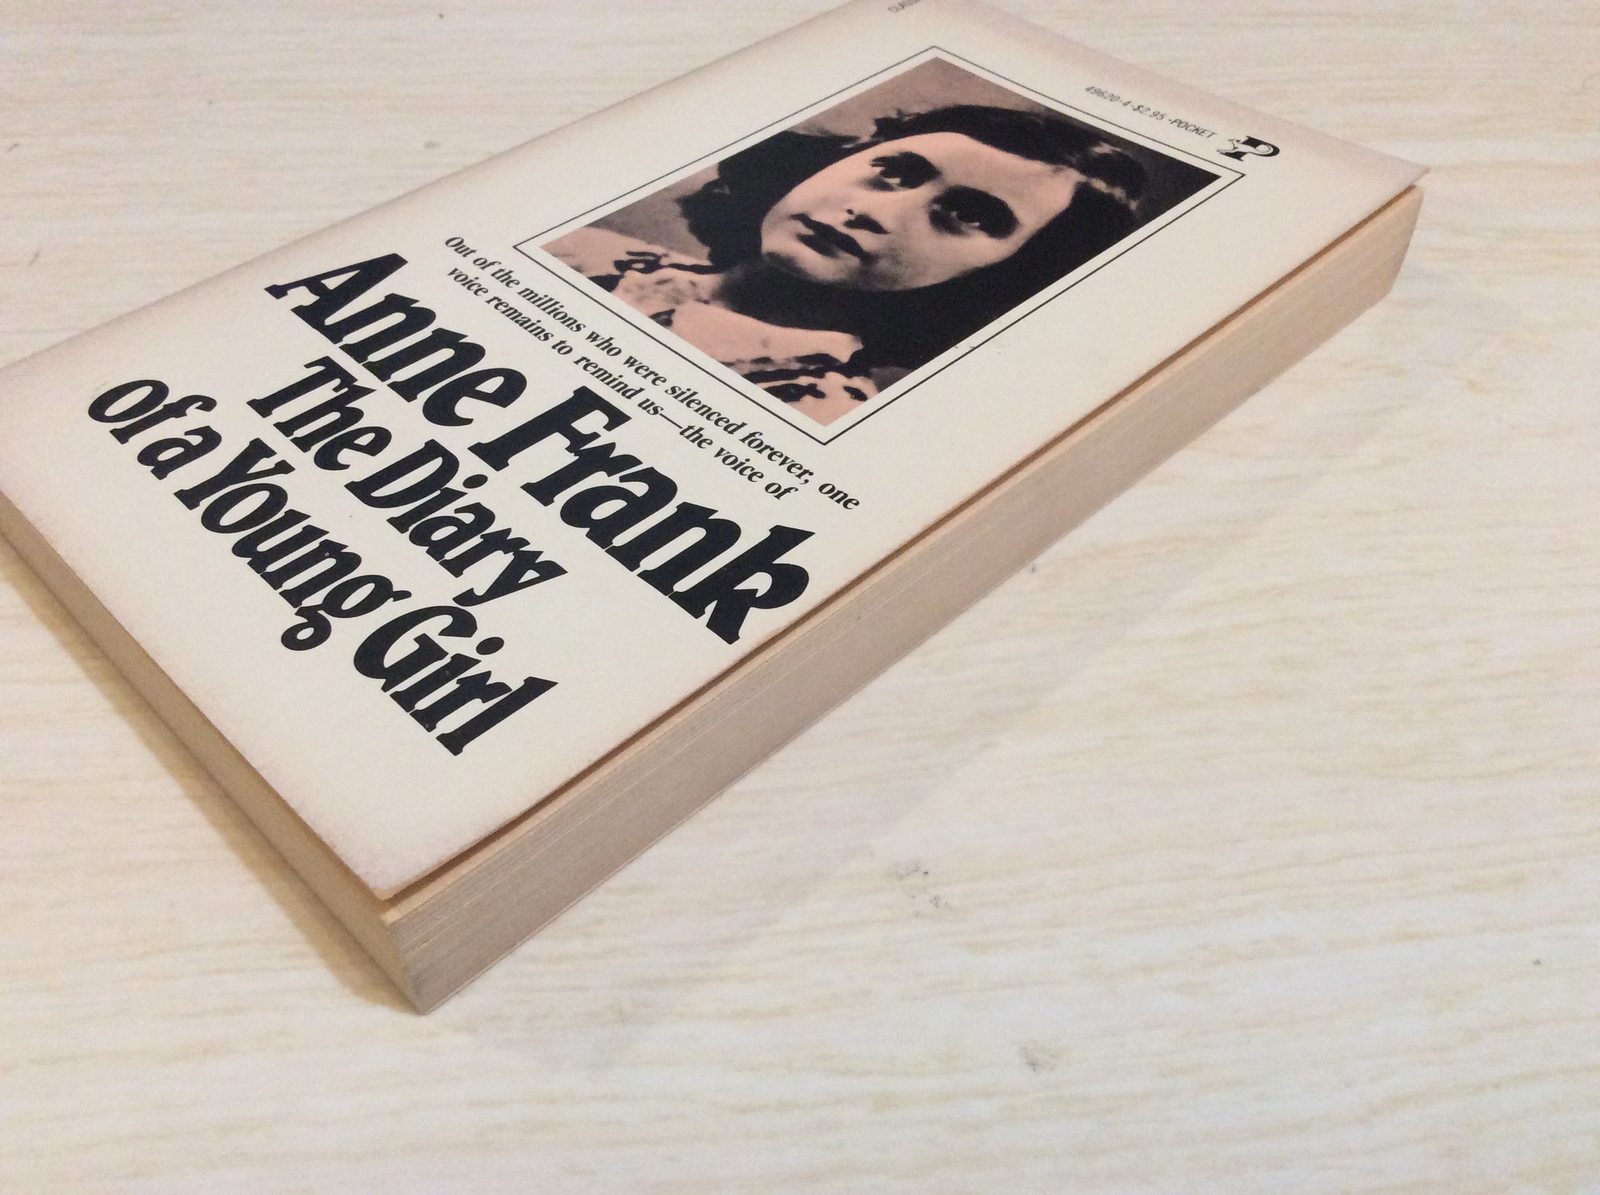 49620-4·$2.95·POCKET
Out of the millions who were silenced forever, one
voice remains to remind us—the voice of
Anne Frank
The Diary
of a Young Girl